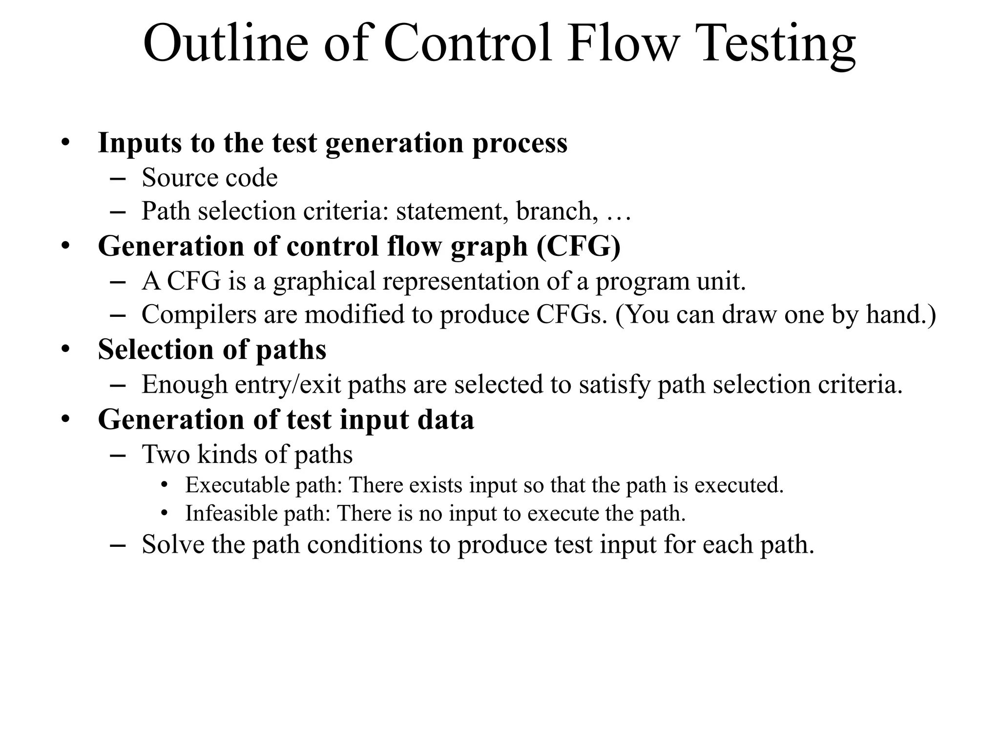 Outline of Control Flow Testing
• Inputs to the test generation process
– Source code
– Path selection criteria: statement, branch, …
• Generation of control flow graph (CFG)
– A CFG is a graphical representation of a program unit.
– Compilers are modified to produce CFGs. (You can draw one by hand.)
• Selection of paths
– Enough entry/exit paths are selected to satisfy path selection criteria.
• Generation of test input data
– Two kinds of paths
• Executable path: There exists input so that the path is executed.
• Infeasible path: There is no input to execute the path.
– Solve the path conditions to produce test input for each path.